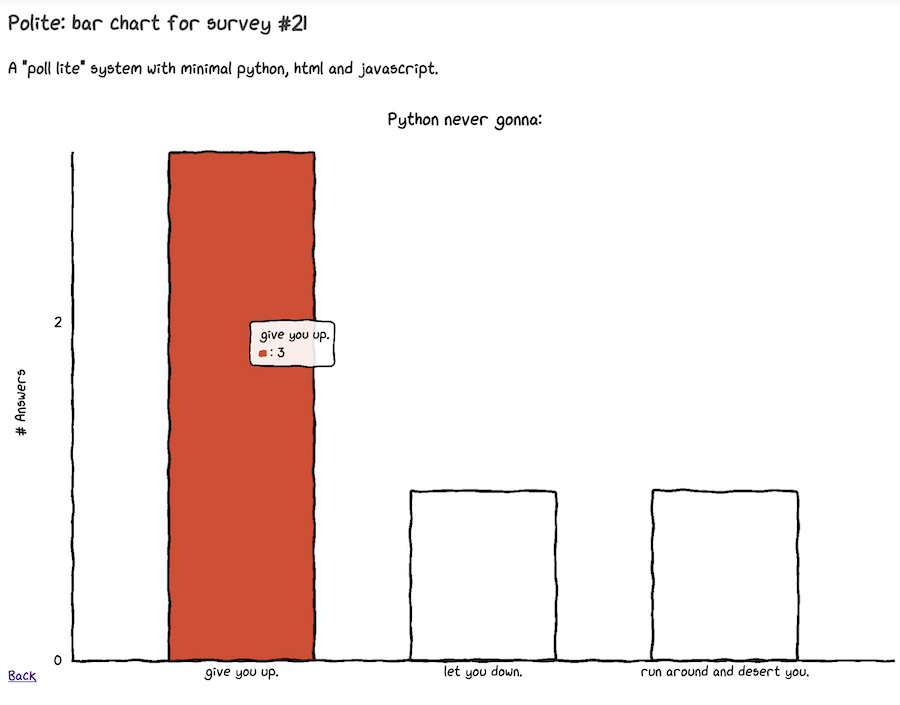 Polite: bar chart for survey #21
A "poll lite" system with minimal python, html and javascript.
Python never gonna:
2
give you up.
: 3
# Answers
0
give you up.
let you down.
run around and desert you.
Back